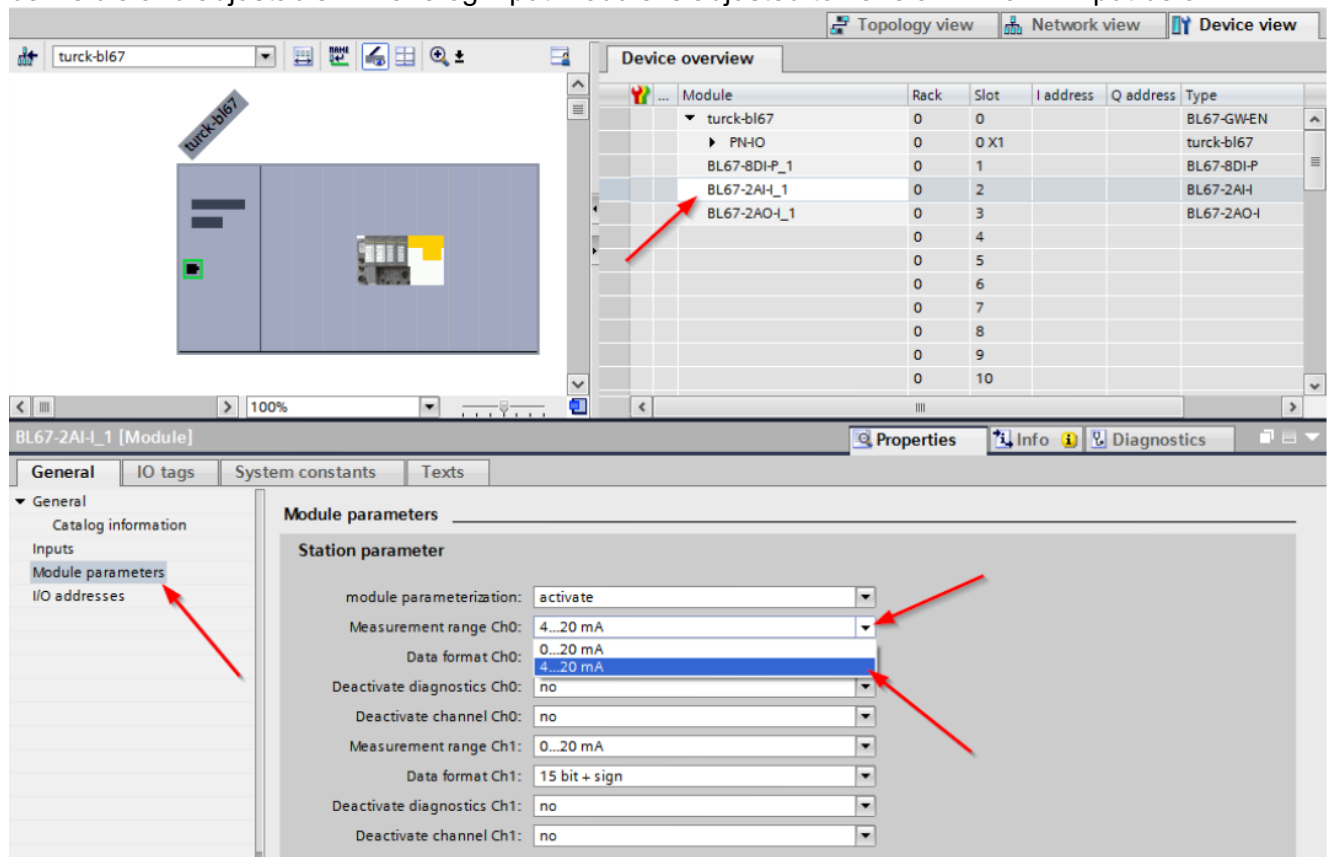 Topology view Network view Device view
turck-bl67
Device overview
turck-bl67
... Module Rack Slot I address Q address Type
turck-bl67 0 0 BL67-GW-EN
PN-IO 0 0 X1 turck-bl67
BL67-8DI-P_1 0 1 BL67-8DI-P
BL67-2AI-I_1 0 2 BL67-2AI-I
BL67-2AO-I_1 0 3 BL67-2AO-I
0 4
0 5
0 6
0 7
0 8
0 9
0 10
100%
BL67-2AI-I_1 [Module] Properties Info Diagnostics
General IO tags System constants Texts
General
Catalog information
Inputs
Module parameters
I/O addresses
Module parameters
Station parameter
module parameterization: activate
Measurement range Ch0: 4...20 mA
0...20 mA
Data format Ch0:
4...20 mA
Deactivate diagnostics Ch0: no
Deactivate channel Ch0: no
Measurement range Ch1: 0...20 mA
Data format Ch1: 15 bit + sign
Deactivate diagnostics Ch1: no
Deactivate channel Ch1: no